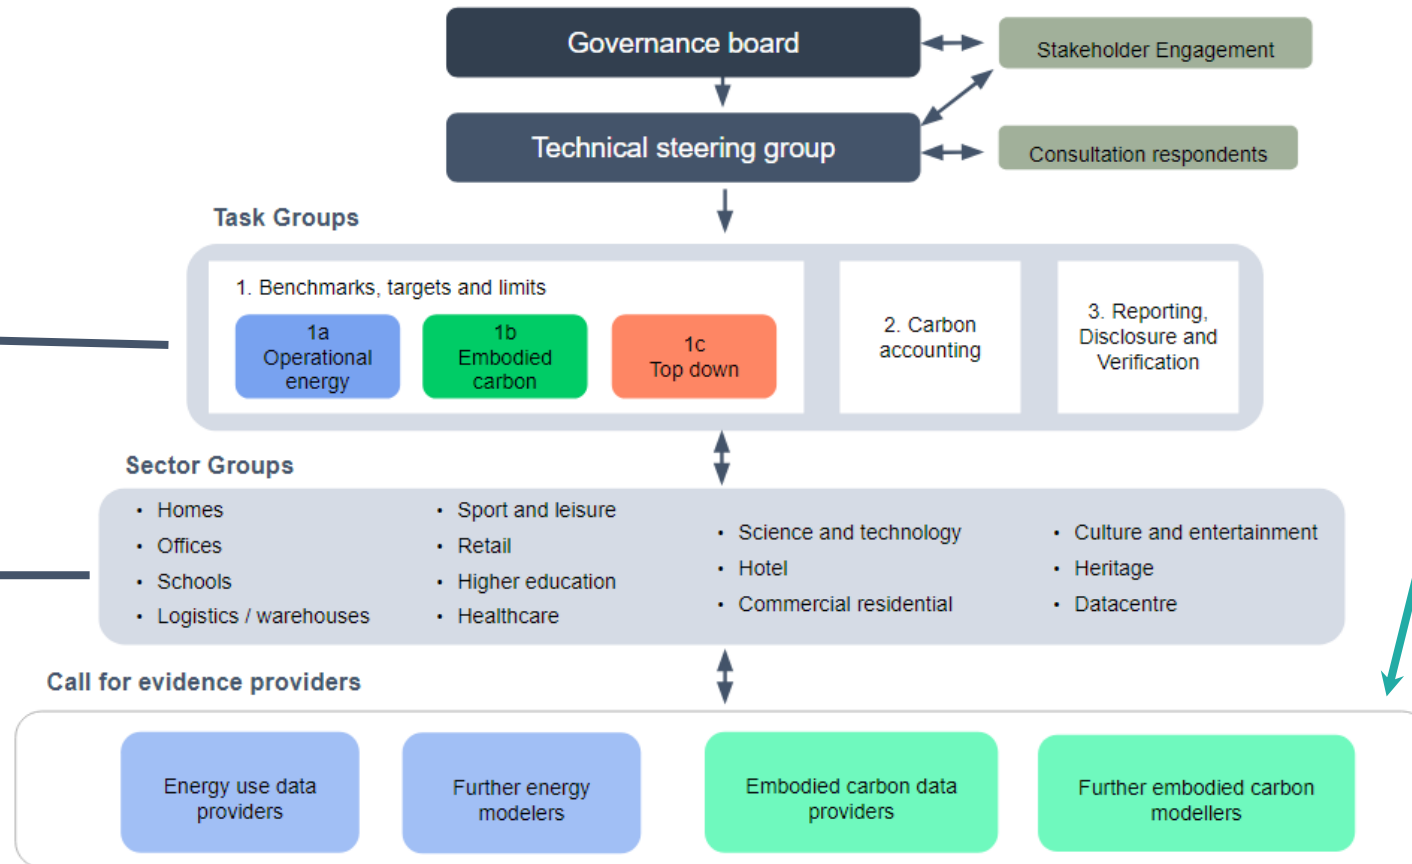 Governance board
Stakeholder Engagement
Technical steering group
Consultation respondents
Task Groups
1. Benchmarks, targets and limits
1a
Operational
energy
1b
Embodied
carbon
1c
Top down
2. Carbon
accounting
3. Reporting,
Disclosure and
Verification
Sector Groups
• Homes
• Offices
• Schools
• Logistics / warehouses
• Sport and leisure
• Retail
• Higher education
• Healthcare
• Science and technology
• Hotel
• Commercial residential
• Culture and entertainment
• Heritage
• Datacentre
Call for evidence providers
Energy use data
providers
Further energy
modelers
Embodied carbon data
providers
Further embodied carbon
modellers